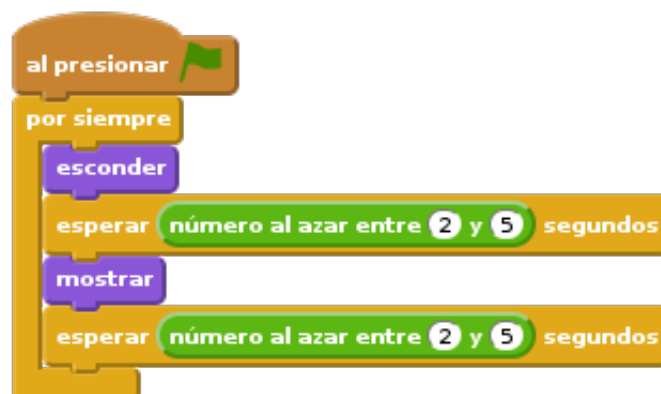 al presionar
por siempre
esconder
esperar número al azar entre 2 y 5 segundos
mostrar
esperar número al azar entre 2 y 5 segundos